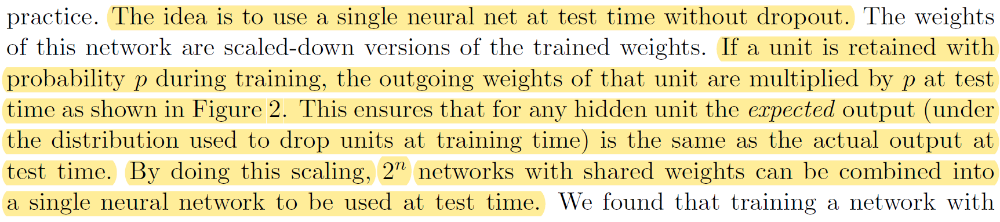 practice. The idea is to use a single neural net at test time without dropout. The weights
of this network are scaled-down versions of the trained weights. If a unit is retained with
probability p during training, the outgoing weights of that unit are multiplied by p at test
time as shown in Figure 2. This ensures that for any hidden unit the expected output (under
the distribution used to drop units at training time) is the same as the actual output at
test time. By doing this scaling, 2ⁿ networks with shared weights can be combined into
a single neural network to be used at test time. We found that training a network with